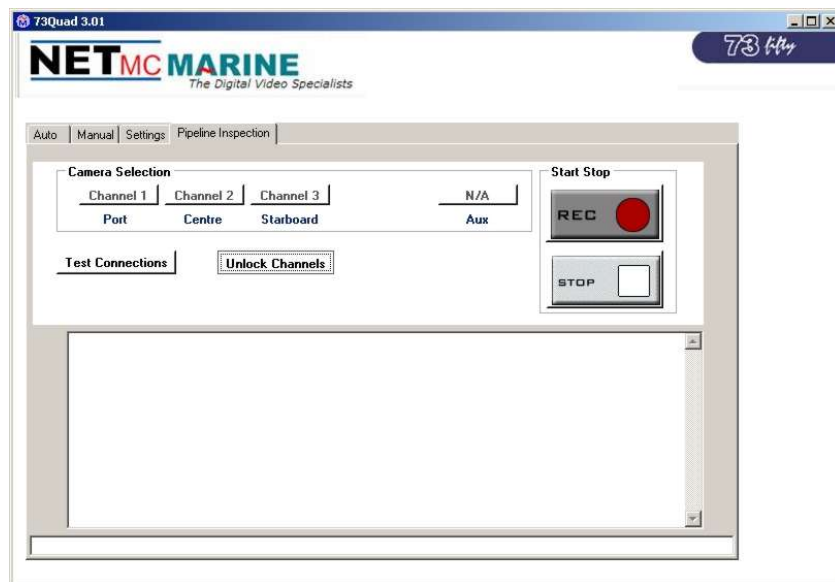 73Quad 3.01
NETMC MARINE
The Digital Video Specialists
73 fifty
Auto Manual Settings Pipeline Inspection
Camera Selection
Channel 1 Channel 2 Channel 3 N/A
Port Centre Starboard Aux
Test Connections Unlock Channels
Start Stop
REC
STOP